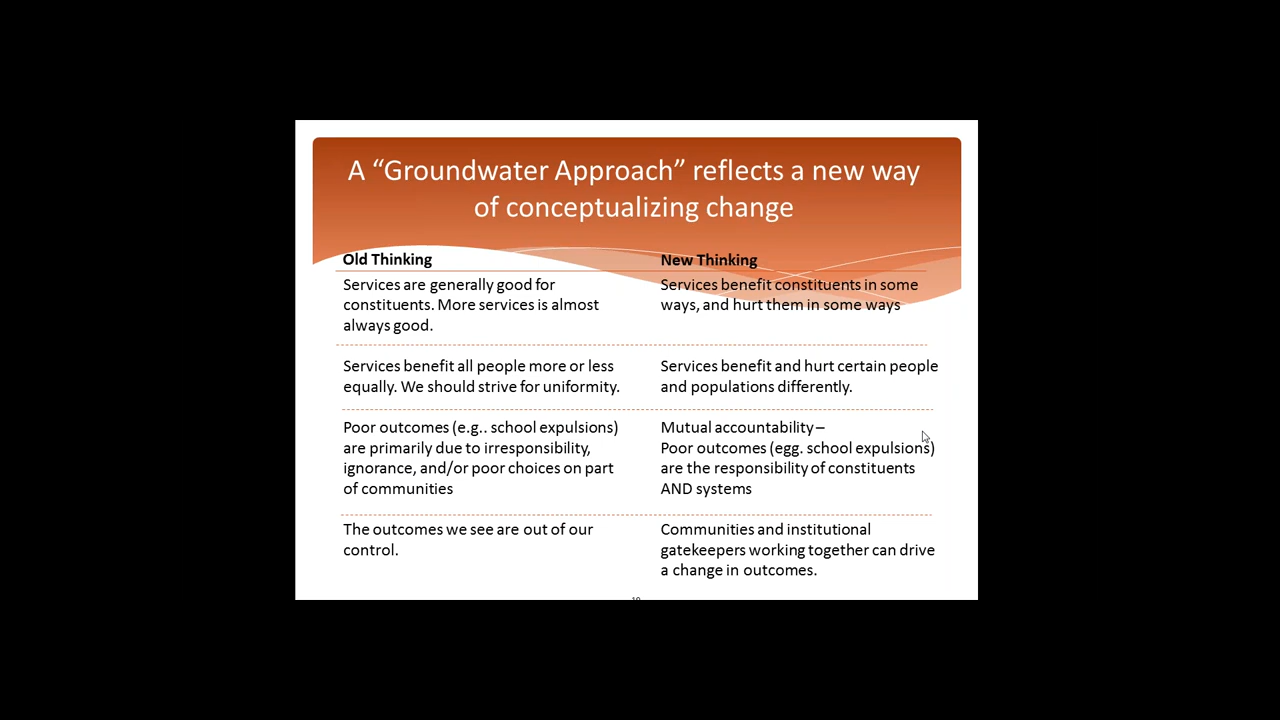 A “Groundwater Approach” reflects a new way
of conceptualizing change
Old Thinking
New Thinking
Services are generally good for
constituents. More services is almost
always good.
Services benefit constituents in some
ways, and hurt them in some ways
Services benefit all people more or less
equally. We should strive for uniformity.
Services benefit and hurt certain people
and populations differently.
Poor outcomes (e.g.. school expulsions)
are primarily due to irresponsibility,
ignorance, and/or poor choices on part
of communities
Mutual accountability –
Poor outcomes (egg. school expulsions)
are the responsibility of constituents
AND systems
The outcomes we see are out of our
control.
Communities and institutional
gatekeepers working together can drive
a change in outcomes.